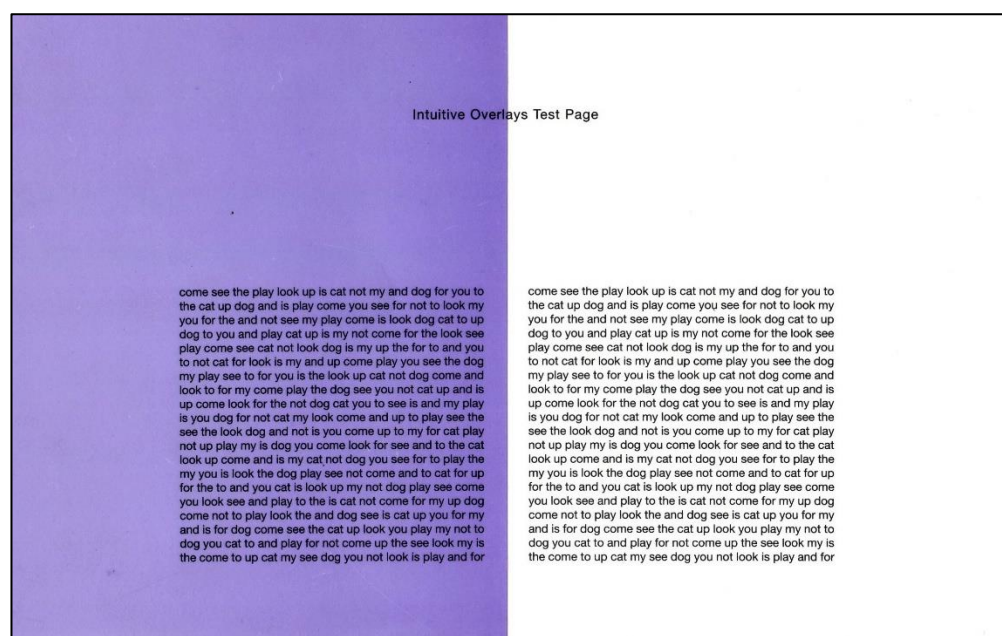 Intuitive Overlays Test Page
come see the play look up is cat not my and dog for you to
the cat up dog and is play come you see for not to look my
you for the and not see my play come is look dog cat to up
dog to you and play cat up is my not come for the look see
play come see cat not look dog is my up the for to and you
to not cat for look is my and up come play you see the dog
my play see to for you is the look up cat not dog come and
look to for my come play the dog see you not cat up and is
up come look for the not dog cat you to see is and my play
is you dog for not cat my look come and up to play see the
see the look dog and not is you come up to my for cat play
not up play my is dog you come look for see and to the cat
look up come and is my cat not dog you see for to play the
my you is look the dog play see not come and to cat for up
for the to and you cat is look up my not dog play see come
you look see and play to the is cat not come for my up dog
come not to play look the and dog see is cat up you for my
and is for dog come see the cat up look you play my not to
dog you cat to and play for not come up the see look my is
the come to up cat my see dog you not look is play and for
come see the play look up is cat not my and dog for you to
the cat up dog and is play come you see for not to look my
you for the and not see my play come is look dog cat to up
dog to you and play cat up is my not come for the look see
play come see cat not look dog is my up the for to and you
to not cat for look is my and up come play you see the dog
my play see to for you is the look up cat not dog come and
look to for my come play the dog see you not cat up and is
up come look for the not dog cat you to see is and my play
is you dog for not cat my look come and up to play see the
see the look dog and not is you come up to my for cat play
not up play my is dog you come look for see and to the cat
look up come and is my cat not dog you see for to play the
my you is look the dog play see not come and to cat for up
for the to and you cat is look up my not dog play see come
you look see and play to the is cat not come for my up dog
come not to play look the and dog see is cat up you for my
and is for dog come see the cat up look you play my not to
dog you cat to and play for not come up the see look my is
the come to up cat my see dog you not look is play and for